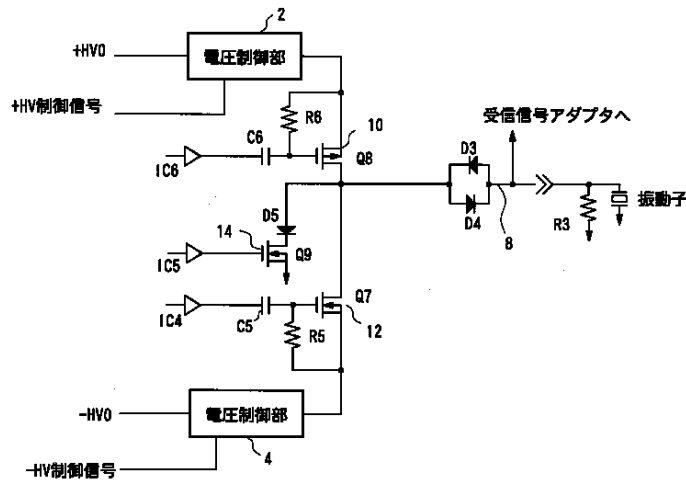 2
+HV0
電圧制御部
+HV制御信号
R6
10
受信信号アダプタへ
C6
IC6
Q8
D3
D5
14
D4
8
R3
振動子
IC5
Q9
Q7
IC4
C5
R5
12
-HV0
電圧制御部
4
-HV制御信号